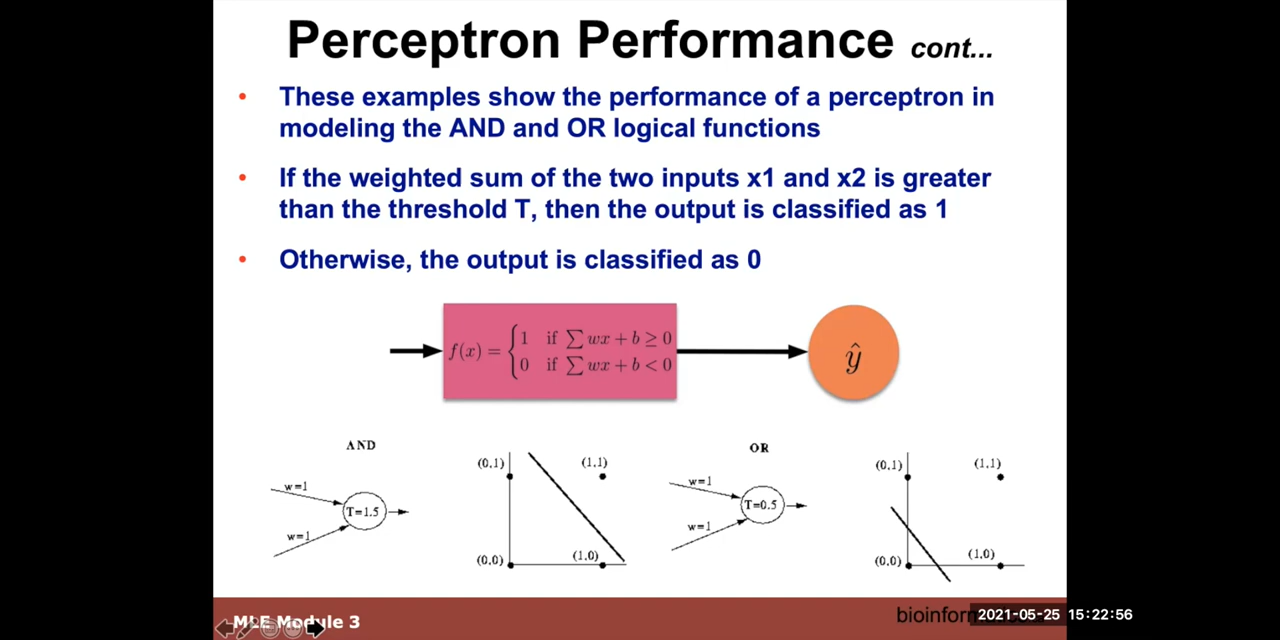 Perceptron Performance cont...
• These examples show the performance of a perceptron in
modeling the AND and OR logical functions
• If the weighted sum of the two inputs x1 and x2 is greater
than the threshold T, then the output is classified as 1
• Otherwise, the output is classified as 0
f(x) = { 1 if ∑ wx + b ≥ 0
0 if ∑ wx + b < 0
ŷ
AND
w=1
T=1.5
w=1
(0,1)
(1,1)
(0,0)
(1,0)
OR
w=1
T=0.5
w=1
(0,1)
(1,1)
(0,0)
(1,0)
MLE Module 3
2021-05-25 15:22:56